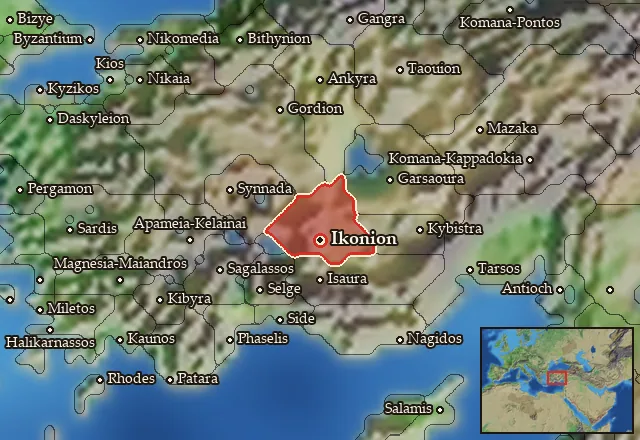 Bizye
Gangra
Komana-Pontos
Byzantium
Nikomedia
Bithynion
Kios
Taouion
Kyzikos
Nikaia
Ankyra
Gordion
Daskyleion
Mazaka
Komana-Kappadokia
Garsaoura
Pergamon
Synnada
Apameia-Kelainai
Sardis
Kybistra
Ikonion
Magnesia-Maiandros
Sagalassos
Tarsos
Isaura
Selge
Antioch
Kibyra
Miletos
Side
Halikarnassos
Kaunos
Phaselis
Nagidos
Rhodes
Patara
Salamis